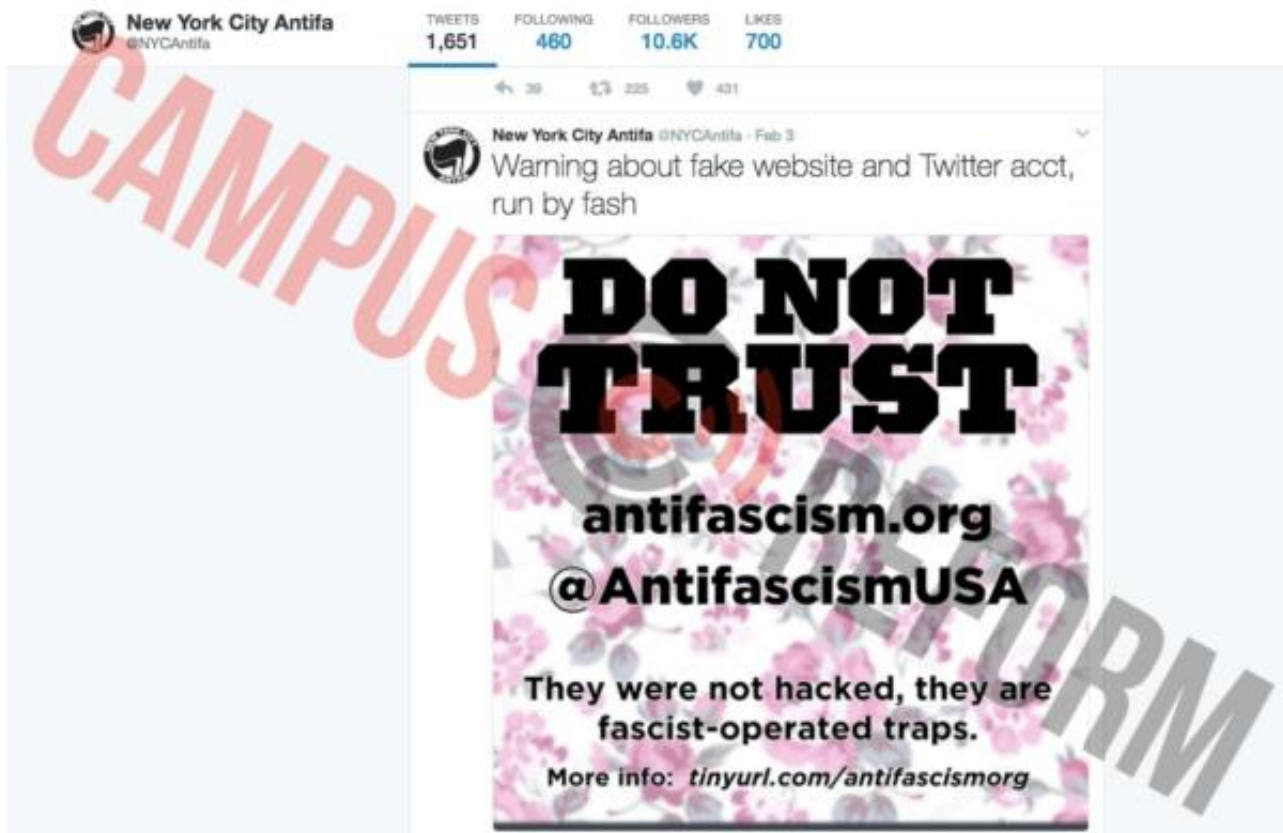 New York City Antifa
@NYCAntifa
TWEETS FOLLOWING FOLLOWERS LIKES
1,651 460 10.6K 700
39 225 431
New York City Antifa @NYCAntifa · Feb 3
Warning about fake website and Twitter acct,
run by fash
DO NOT
TRUST
antifascism.org
@AntifascismUSA
They were not hacked, they are
fascist-operated traps.
More info: tinyurl.com/antifascismorg
CAMPUS
REFORM